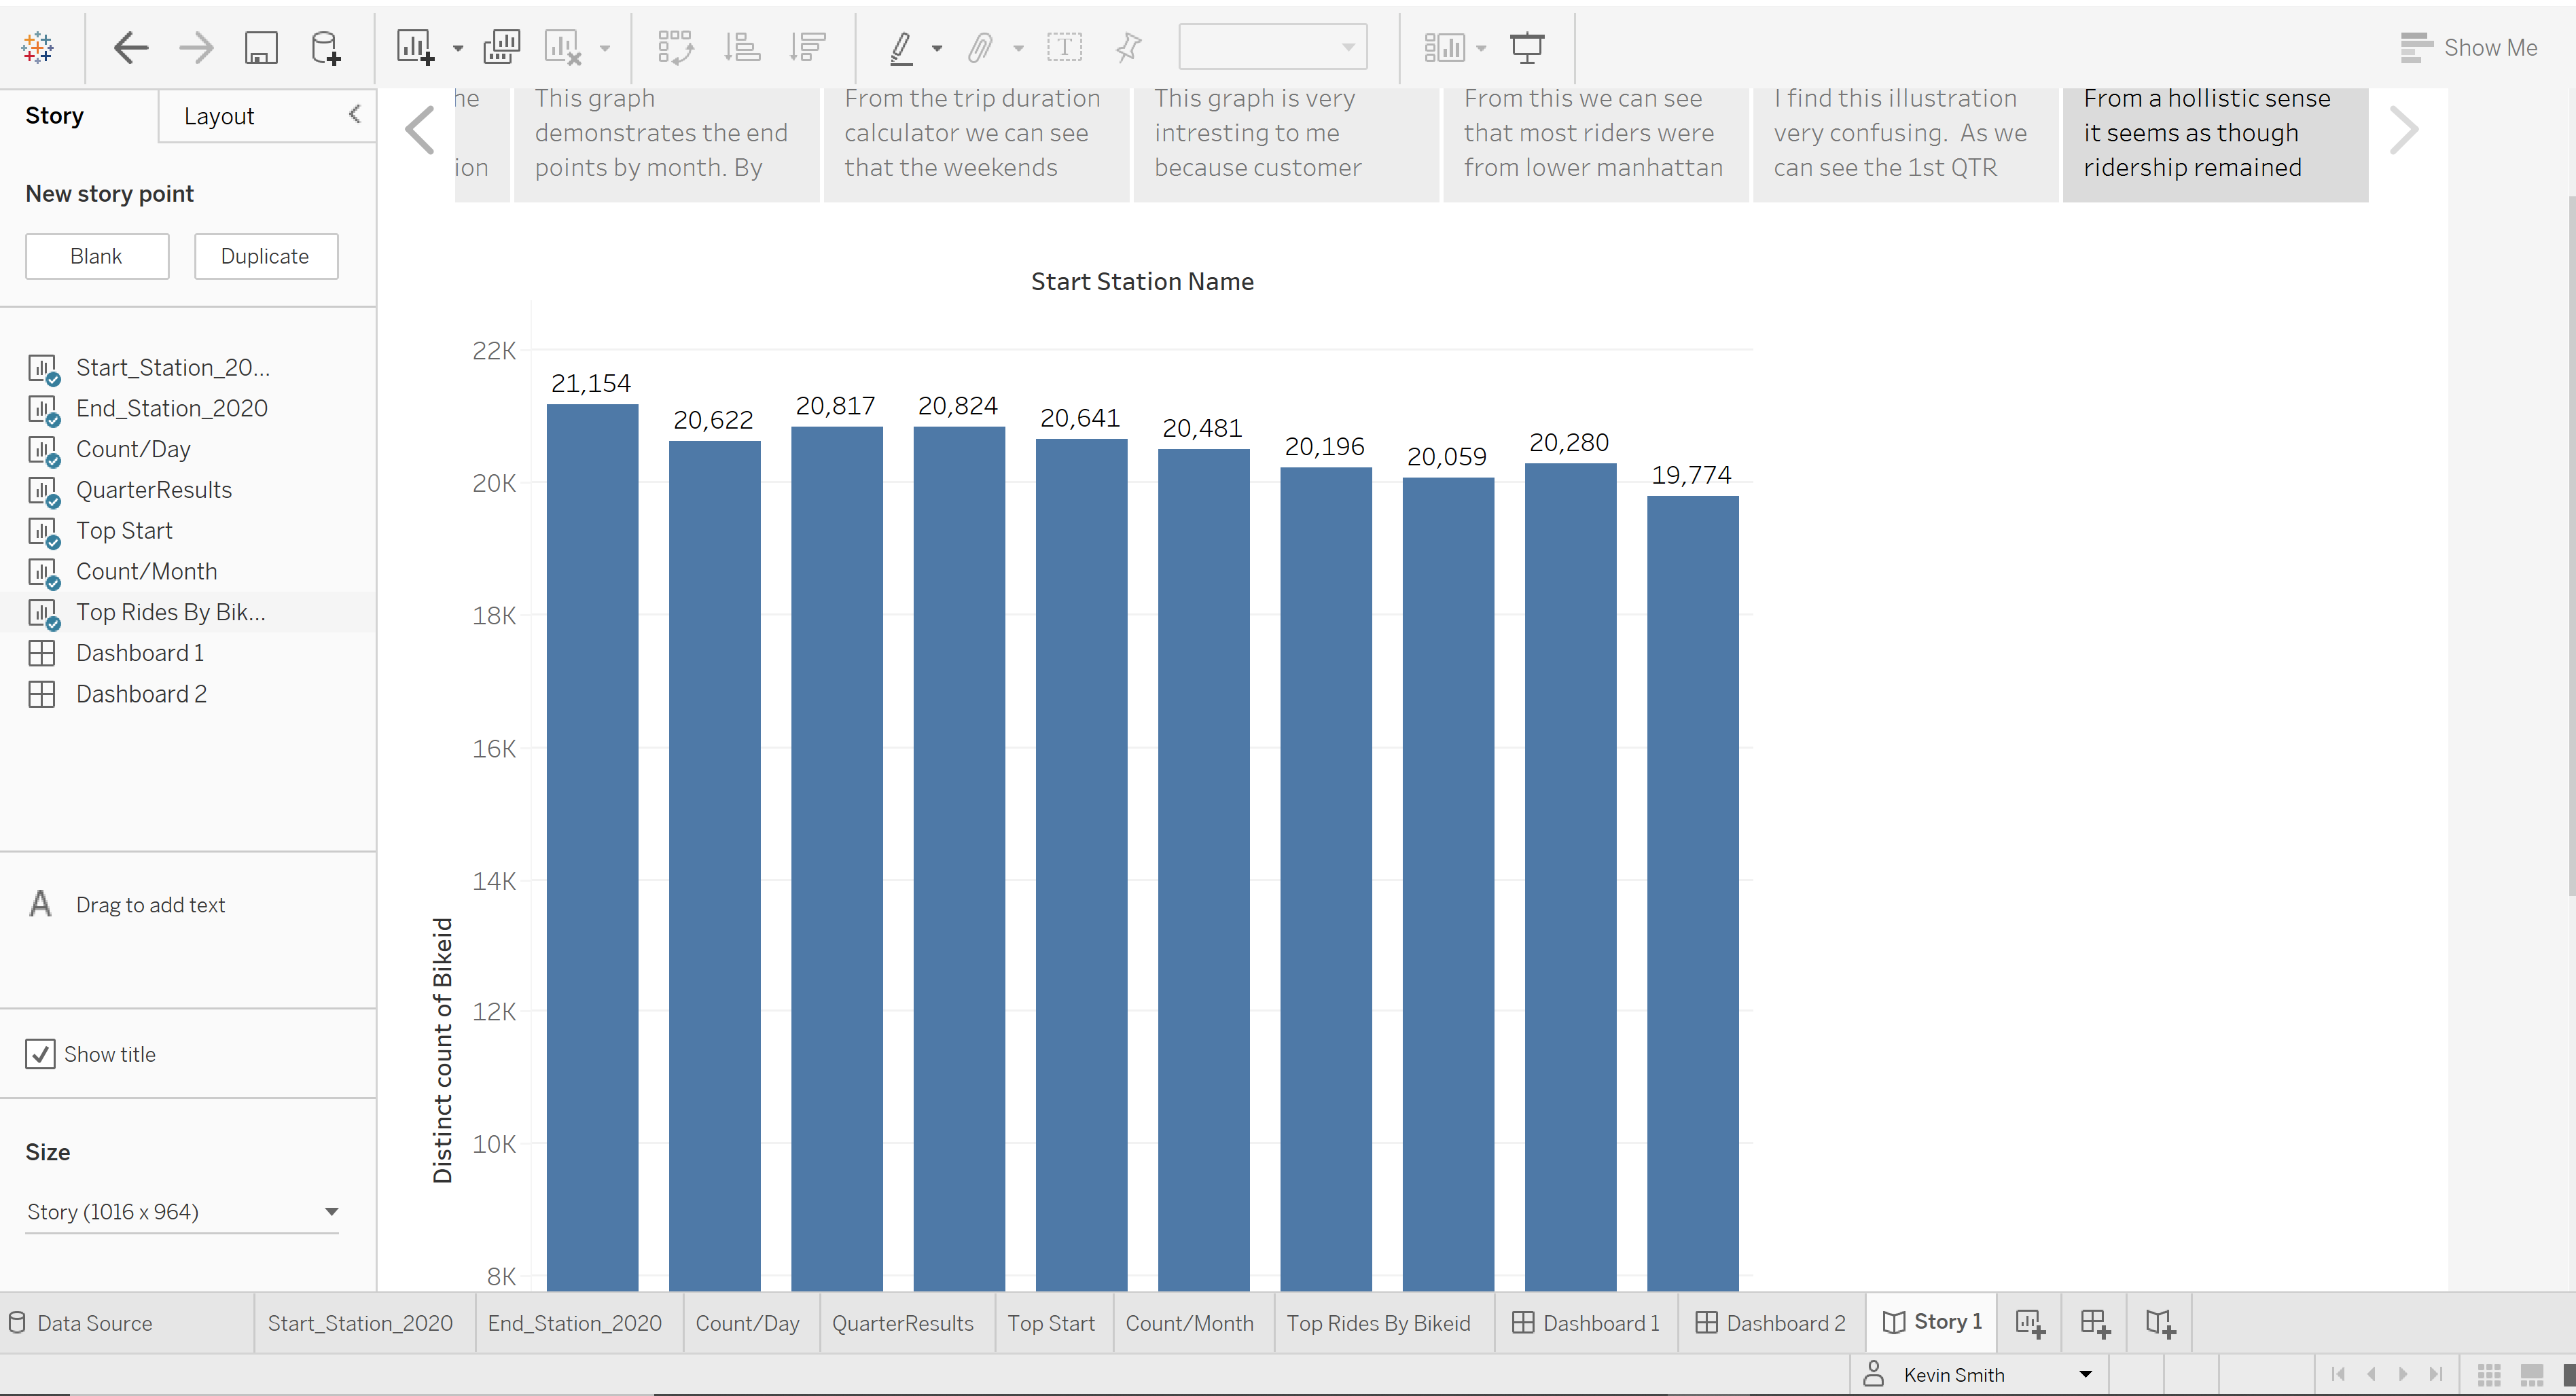 Show Me
Story
Layout
New story point
Blank
Duplicate
Start_Station_20...
End_Station_2020
Count/Day
QuarterResults
Top Start
Count/Month
Top Rides By Bik...
Dashboard 1
Dashboard 2
A
Drag to add text
Show title
Size
Story (1016 x 964)
he
ion
This graph
demonstrates the end
points by month. By
From the trip duration
calculator we can see
that the weekends
This graph is very
intresting to me
because customer
From this we can see
that most riders were
from lower manhattan
I find this illustration
very confusing. As we
can see the 1st QTR
From a hollistic sense
it seems as though
ridership remained
Start Station Name
22K
20K
18K
16K
14K
12K
10K
8K
Distinct count of Bikeid
21,154
20,622
20,817
20,824
20,641
20,481
20,196
20,059
20,280
19,774
Data Source
Start_Station_2020
End_Station_2020
Count/Day
QuarterResults
Top Start
Count/Month
Top Rides By Bikeid
Dashboard 1
Dashboard 2
Story 1
Kevin Smith